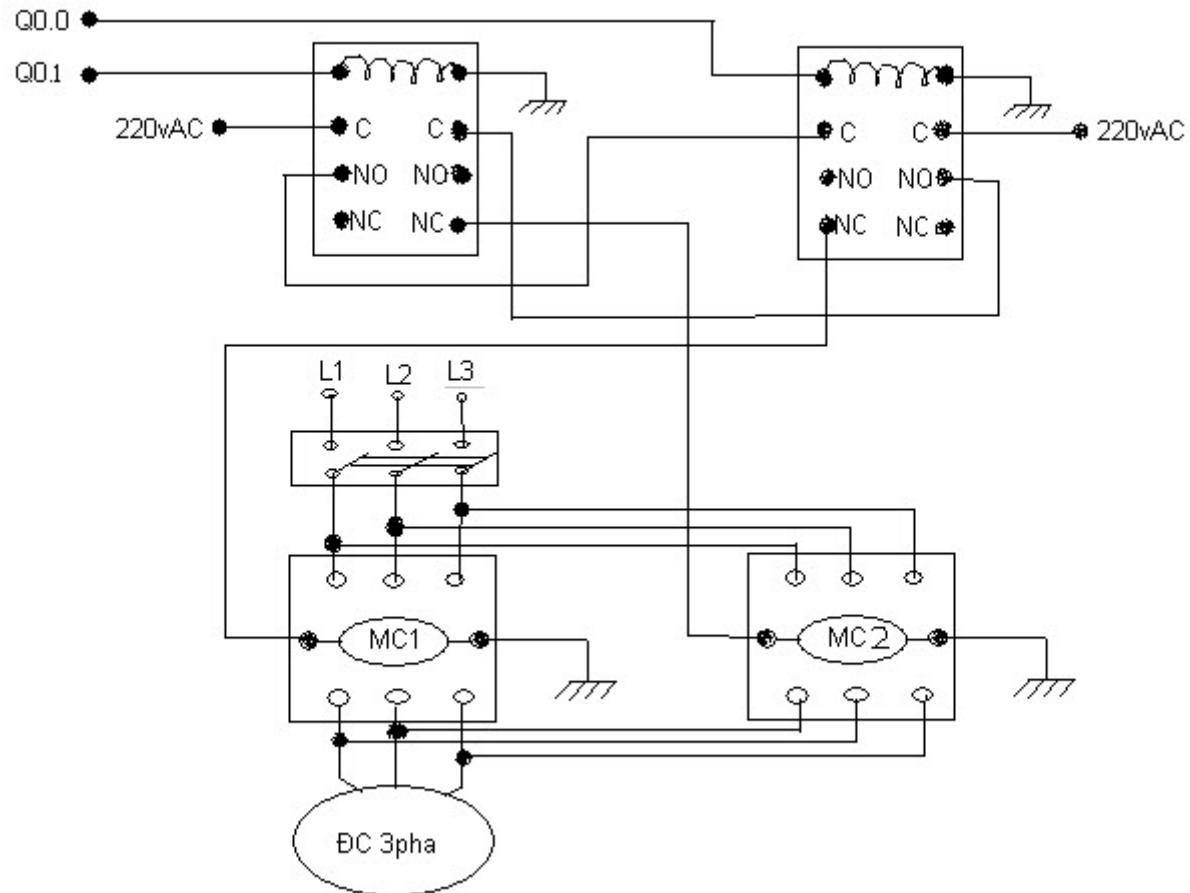 Q0.0
Q0.1
220vAC C C C C 220vAC
NO NO NO NO
NC NC NC NC
L1 L2 L3
MC1 MC2
ĐC 3pha